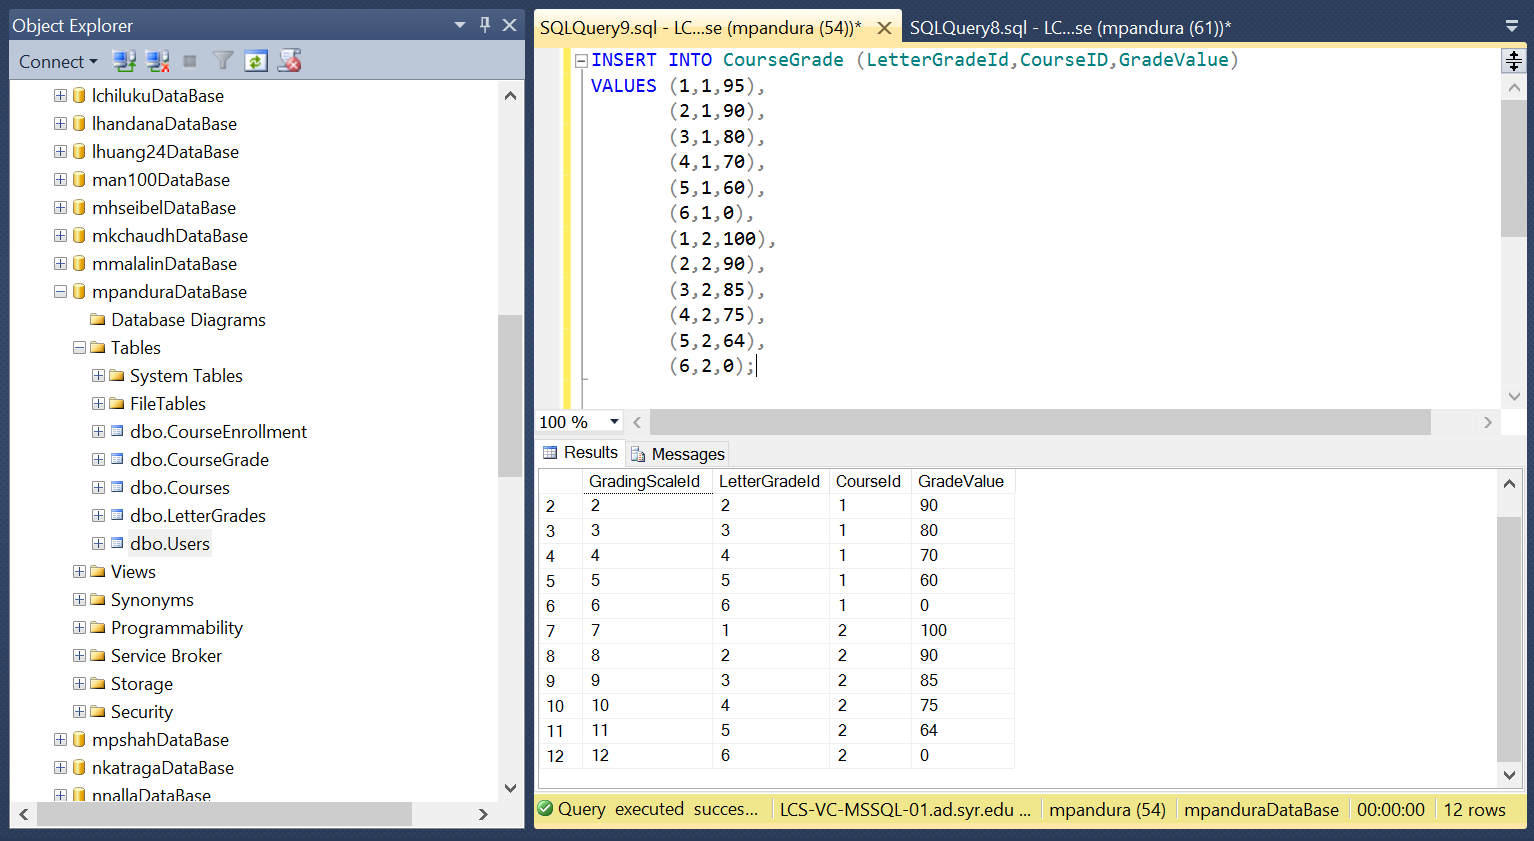 Object Explorer
Connect
lchilukuDataBase
lhandanaDataBase
lhuang24DataBase
man100DataBase
mhseibelDataBase
mkchaudhDataBase
mmalalinDataBase
mpanduraDataBase
Database Diagrams
Tables
System Tables
FileTables
dbo.CourseEnrollment
dbo.CourseGrade
dbo.Courses
dbo.LetterGrades
dbo.Users
Views
Synonyms
Programmability
Service Broker
Storage
Security
mpshahDataBase
nkatragaDataBase
nnallaDataBase
SQLQuery9.sql - LC...se (mpandura (54))* SQLQuery8.sql - LC...se (mpandura (61))*
INSERT INTO CourseGrade (LetterGradeId,CourseID,GradeValue)
VALUES (1,1,95),
(2,1,90),
(3,1,80),
(4,1,70),
(5,1,60),
(6,1,0),
(1,2,100),
(2,2,90),
(3,2,85),
(4,2,75),
(5,2,64),
(6,2,0);
100 %
Results Messages
GradingScaleId LetterGradeId CourseId GradeValue
2 2 2 1 90
3 3 3 1 80
4 4 4 1 70
5 5 5 1 60
6 6 6 1 0
7 7 1 2 100
8 8 2 2 90
9 9 3 2 85
10 10 4 2 75
11 11 5 2 64
12 12 6 2 0
Query executed succes... LCS-VC-MSSQL-01.ad.syr.edu ... mpandura (54) mpanduraDataBase 00:00:00 12 rows